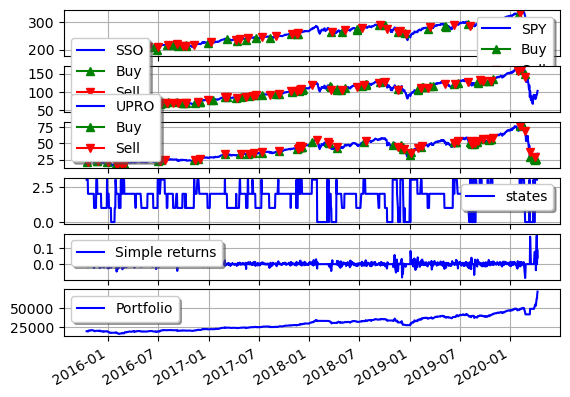 300
200
SPY
Buy
SSO
Buy
Sell
150
100
50
UPRO
Buy
Sell
75
50
25
2.5
0.0
states
0.1
0.0
Simple returns
50000
25000
Portfolio
2016-01
2016-07
2017-01
2017-07
2018-01
2018-07
2019-01
2019-07
2020-01